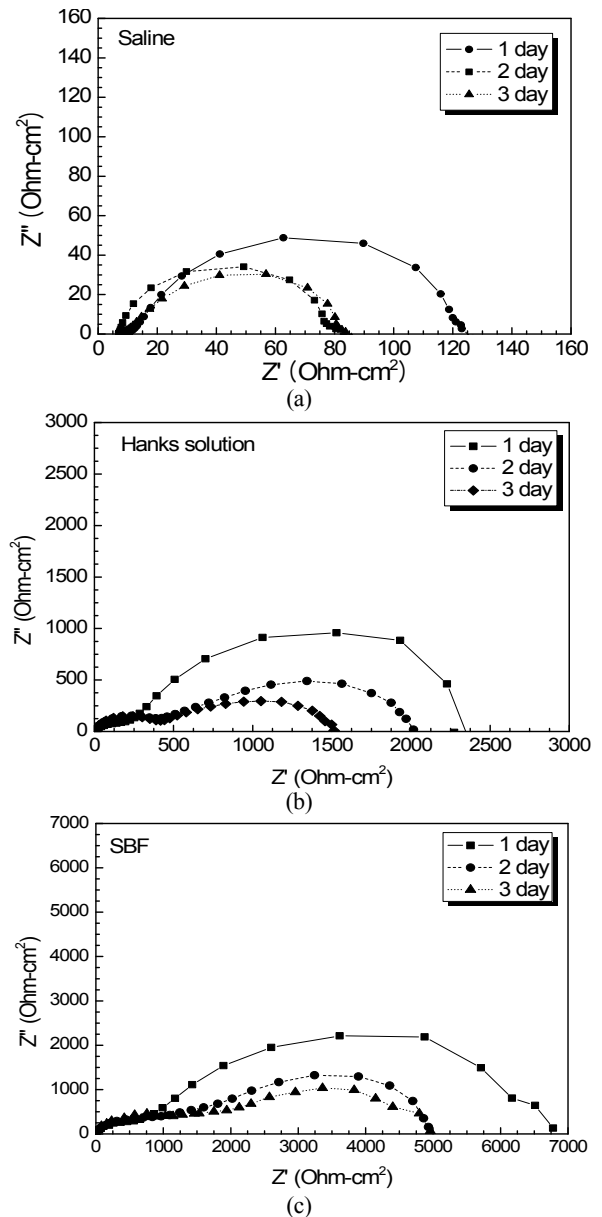 160
Saline
1 day
140
2 day
120
3 day
100
80
60
40
20
0
Z" (Ohm-cm²)
0 20 40 60 80 100 120 140 160
Z' (Ohm-cm²)
(a)
3000
Hanks solution
1 day
2500
2 day
3 day
2000
1500
1000
500
0
Z" (Ohm-cm²)
0 500 1000 1500 2000 2500 3000
Z' (Ohm-cm²)
(b)
7000
SBF
1 day
6000
2 day
3 day
5000
4000
3000
2000
1000
0
Z" (Ohm-cm²)
0 1000 2000 3000 4000 5000 6000 7000
Z' (Ohm-cm²)
(c)